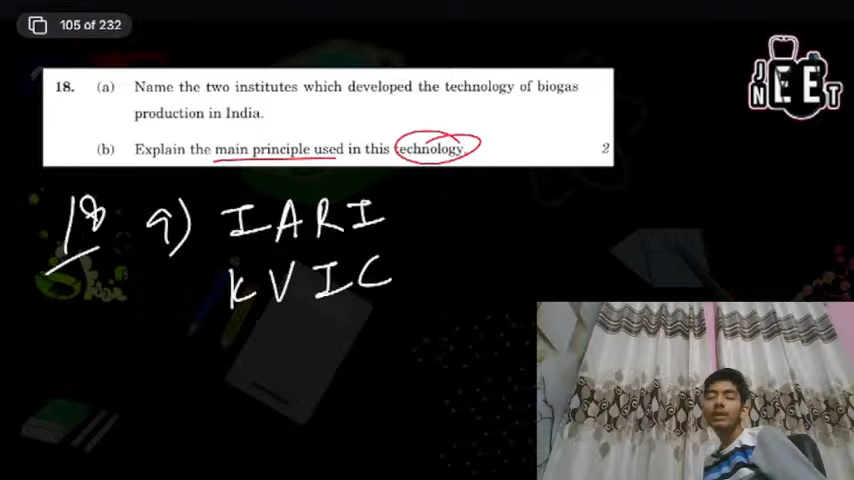 105 of 232
J
NEET
18. (a) Name the two institutes which developed the technology of biogas
production in India.
(b) Explain the main principle used in this technology. 2
18 a) IARI
KVIC